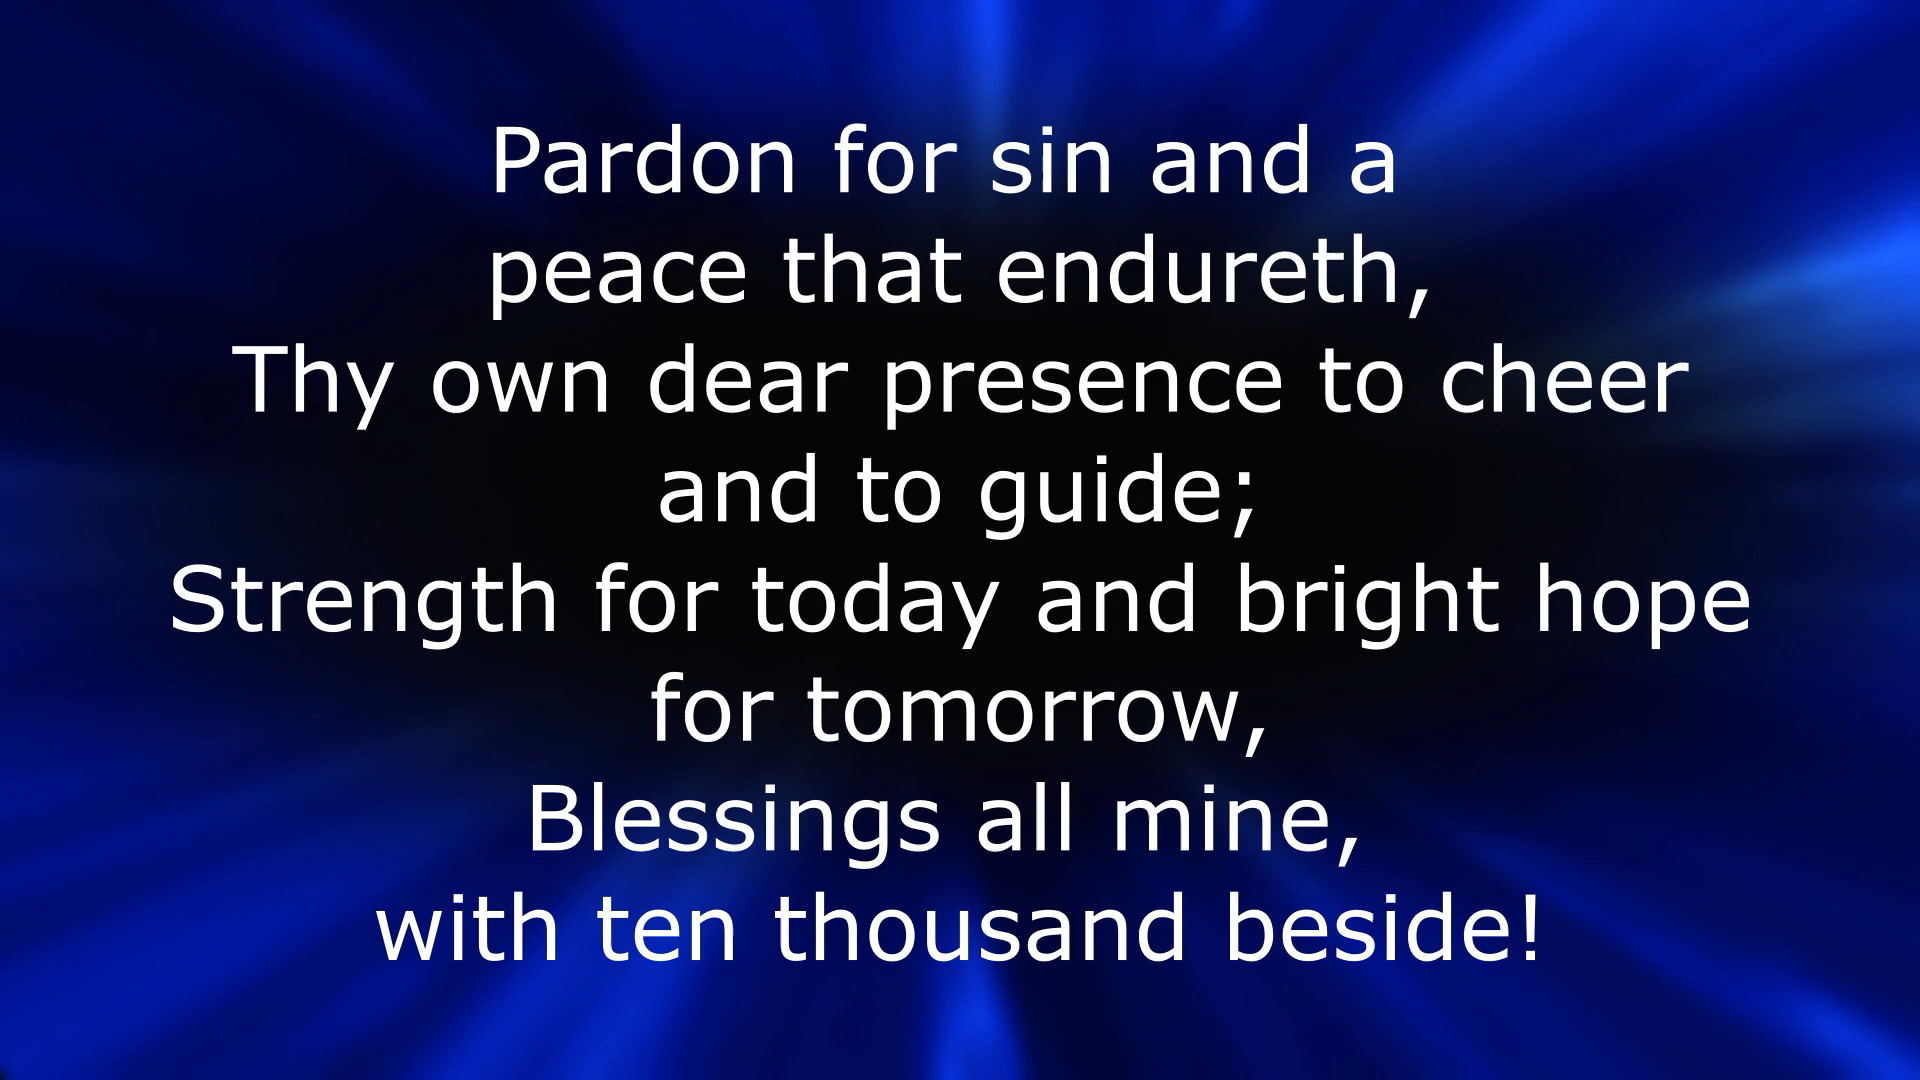 Pardon for sin and a
peace that endureth,
Thy own dear presence to cheer
and to guide;
Strength for today and bright hope
for tomorrow,
Blessings all mine,
with ten thousand beside!